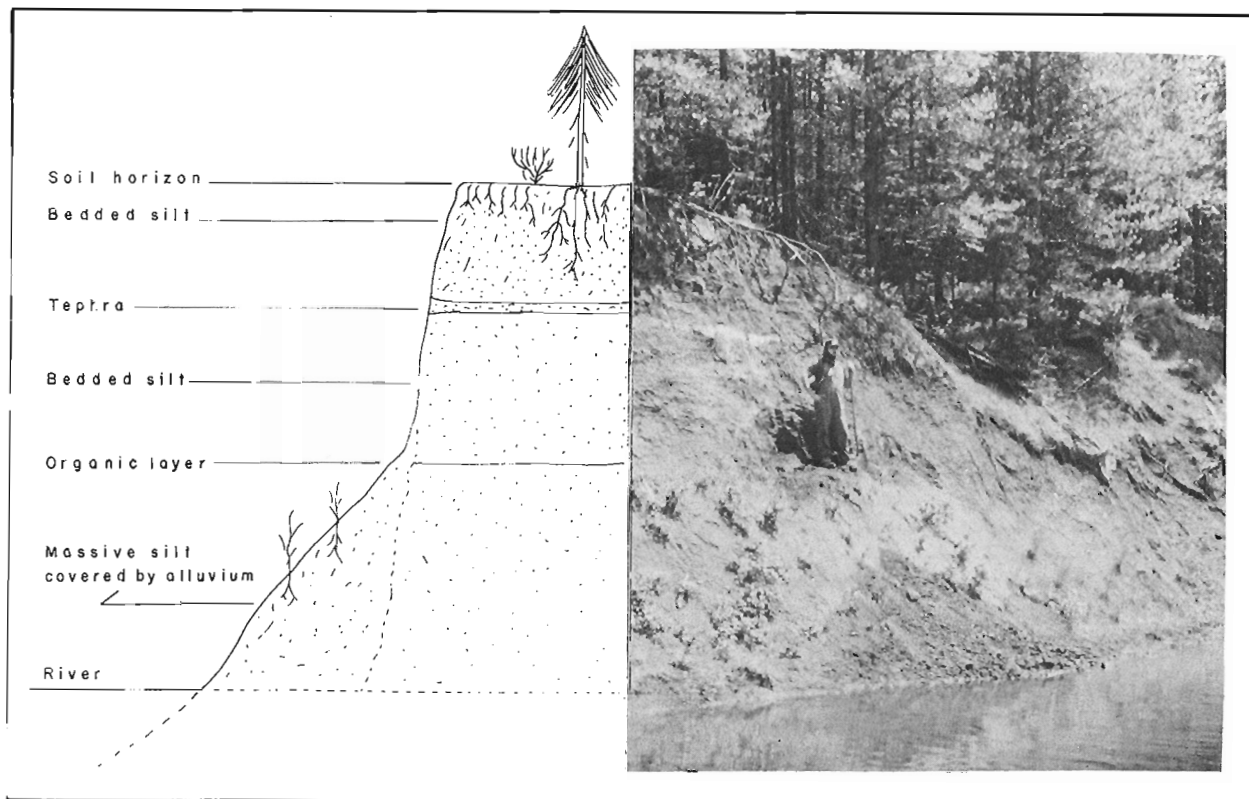 Soil horizon
Bedded silt
Tephra
Bedded silt
Organic layer
Massive silt
covered by alluvium
River